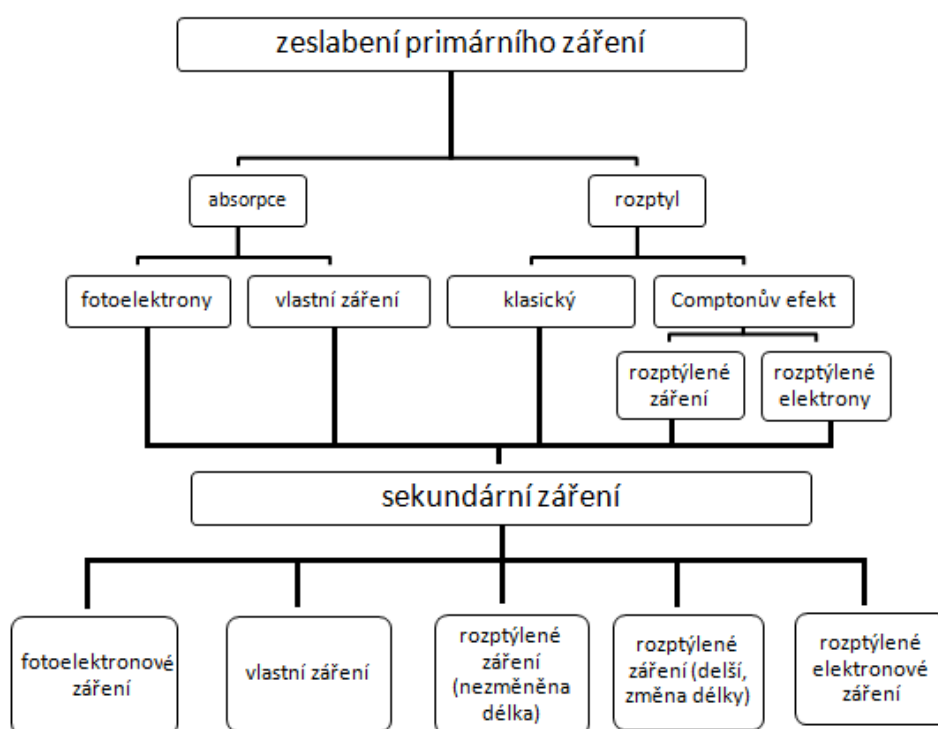 zeslabení primárního záření
absorpce
rozptyl
fotoelektrony
vlastní záření
klasický
Comptonův efekt
rozptýlené
záření
rozptýlené
elektrony
sekundární záření
fotoelektronové
záření
vlastní záření
rozptýlené
záření
(nezměněna
délka)
rozptýlené
záření (delší,
změna délky)
rozptýlené
elektronové
záření